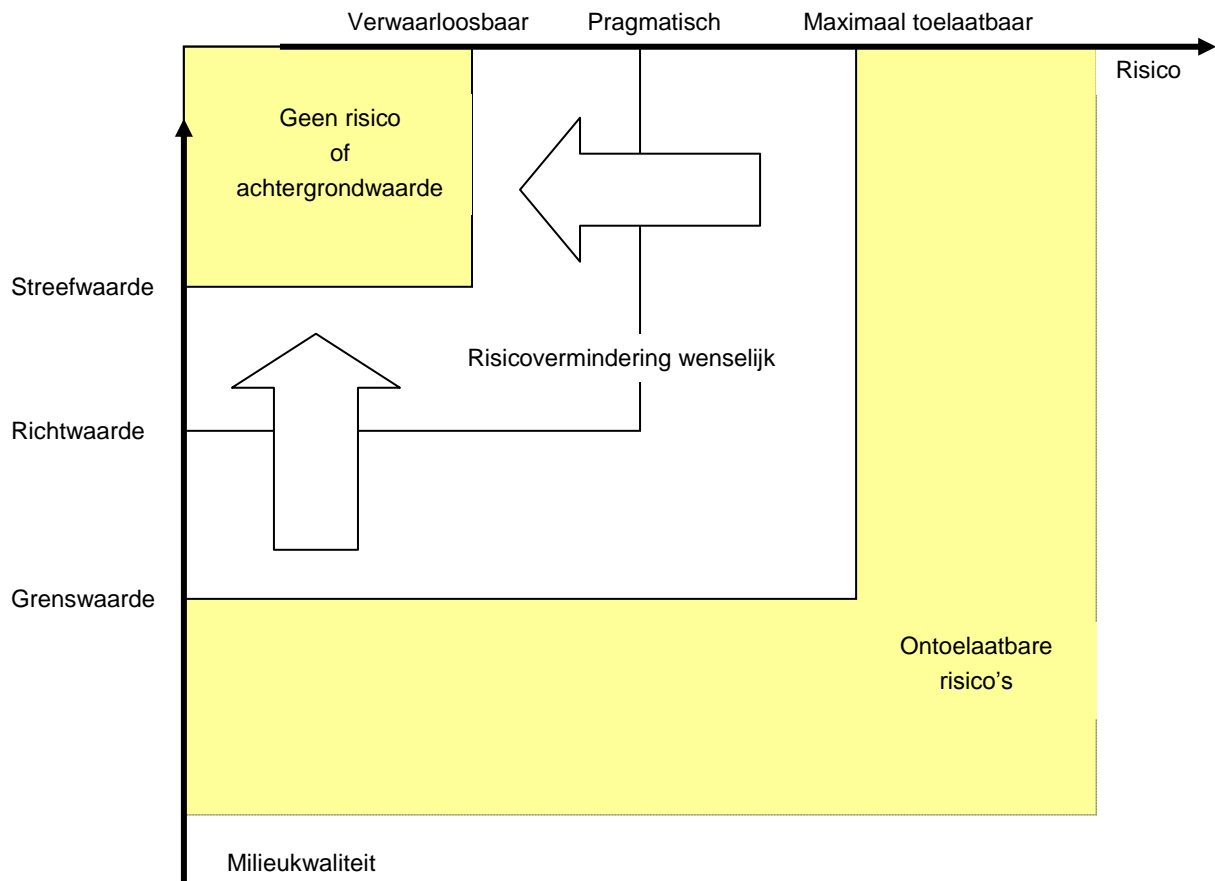 Verwaarloosbaar Pragmatisch Maximaal toelaatbaar
Risico
Geen risico
of
achtergrondwaarde
Streefwaarde
Risicovermindering wenselijk
Richtwaarde
Grenswaarde
Ontoelaatbare
risico’s
Milieukwaliteit